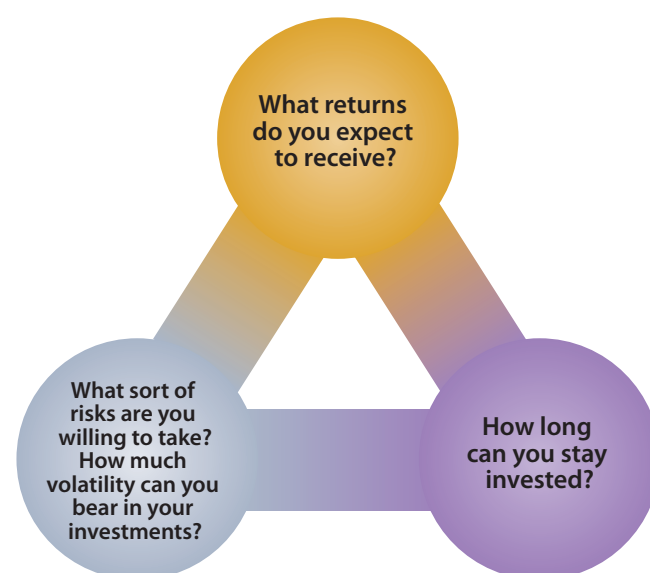 What returns
do you expect
to receive?
What sort of
risks are you
willing to take?
How much
volatility can you
bear in your
investments?
How long
can you stay
invested?